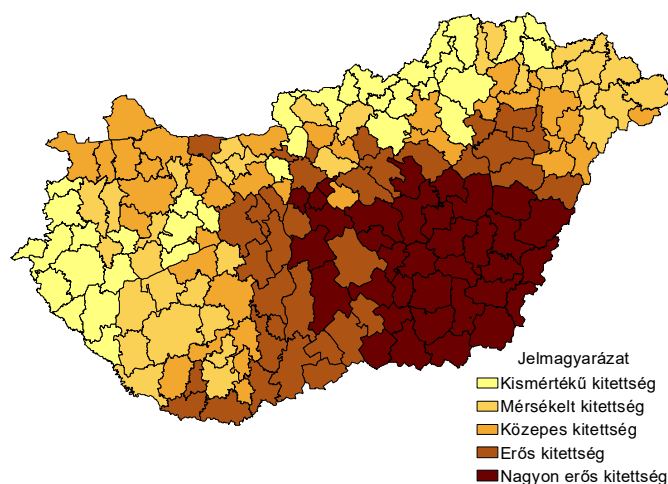 Jelmagyarázat
Kismértékű kitettség
Mérsékelt kitettség
Közepes kitettség
Erős kitettség
Nagyon erős kitettség